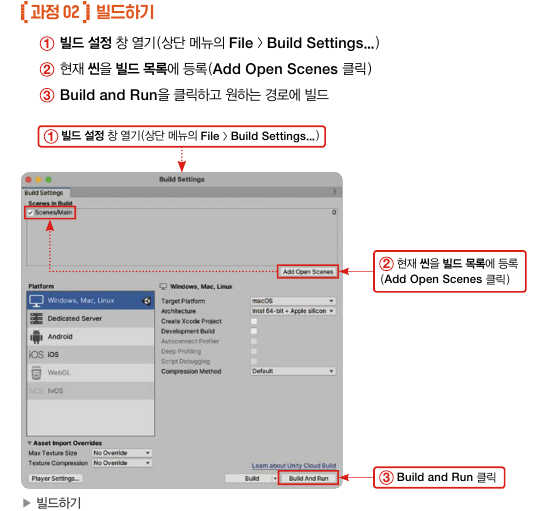 과정 02 빌드하기
① 빌드 설정 창 열기(상단 메뉴의 File > Build Settings...)
② 현재 씬을 빌드 목록에 등록(Add Open Scenes 클릭)
③ Build and Run을 클릭하고 원하는 경로에 빌드
① 빌드 설정 창 열기(상단 메뉴의 File > Build Settings...)
Build Settings
Build Settings
Scenes In Build
✓ Scenes/Main 0
Add Open Scenes
② 현재 씬을 빌드 목록에 등록
(Add Open Scenes 클릭)
Platform
Windows, Mac, Linux
Dedicated Server
Android
iOS iOS
WebGL
tvOS tvOS
Windows, Mac, Linux
Target Platform macOS
Architecture Intel 64-bit + Apple silicon
Create Xcode Project
Development Build
Autoconnect Profiler
Deep Profiling
Script Debugging
Compression Method Default
Asset Import Overrides
Max Texture Size No Override
Texture Compression No Override
Learn about Unity Cloud Build
Player Settings... Build Build And Run
③ Build and Run 클릭
▶ 빌드하기